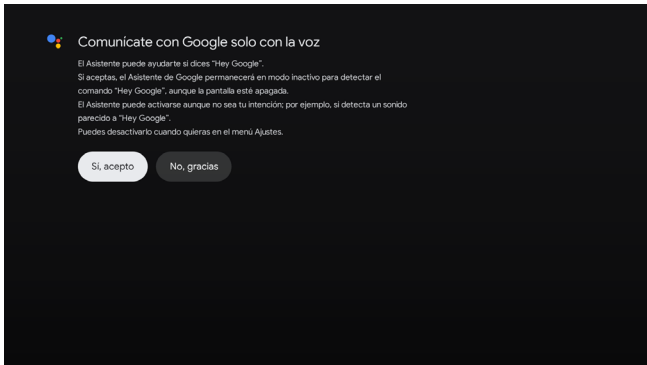 Comunícate con Google solo con la voz
El Asistente puede ayudarte si dices “Hey Google”.
Si aceptas, el Asistente de Google permanecerá en modo inactivo para detectar el
comando “Hey Google”, aunque la pantalla esté apagada.
El Asistente puede activarse aunque no sea tu intención; por ejemplo, si detecta un sonido
parecido a “Hey Google”.
Puedes desactivarlo cuando quieras en el menú Ajustes.
Sí, acepto No, gracias